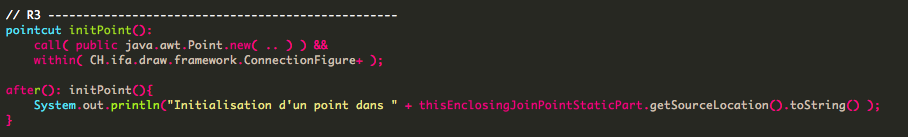 // R3 --------------------------------------------------
pointcut initPoint():
    call( public java.awt.Point.new( .. ) ) &&
    within( CH.ifa.draw.framework.ConnectionFigure+ );

after(): initPoint(){
    System.out.println("Initialisation d'un point dans " + thisEnclosingJoinPointStaticPart.getSourceLocation().toString() );
}